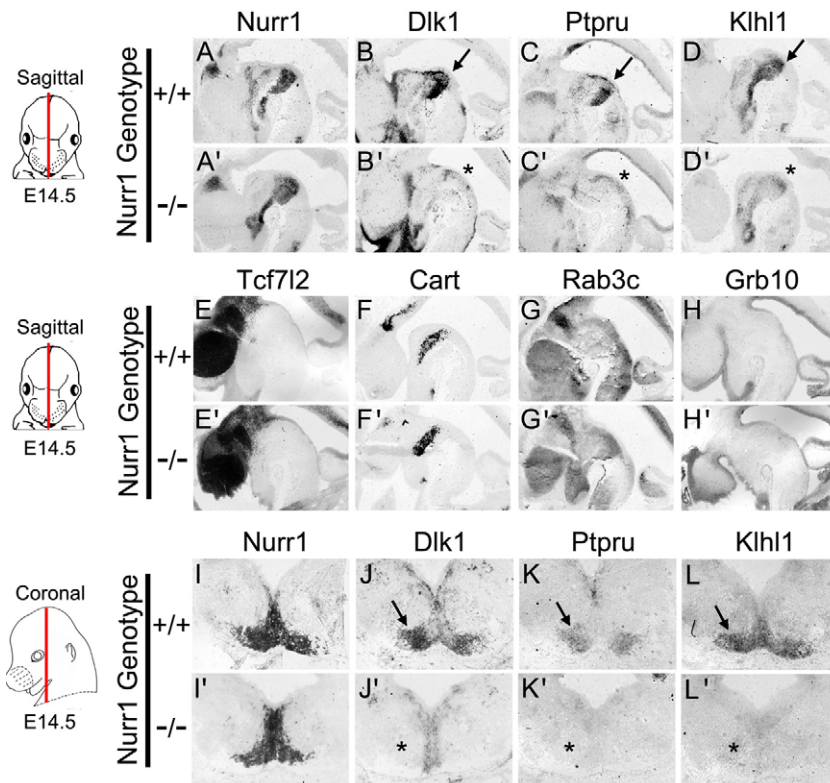 Nurr1 Dlk1 Ptpru Klhl1
Sagittal
E14.5
Nurr1 Genotype
+/+
A B C D
-/-
A' B' * C' * D' *
Tcf7l2 Cart Rab3c Grb10
Sagittal
E14.5
Nurr1 Genotype
+/+
E F G H
-/-
E' F' G' H'
Nurr1 Dlk1 Ptpru Klhl1
Coronal
E14.5
Nurr1 Genotype
+/+
I J K L
-/-
I' J' * K' * L' *